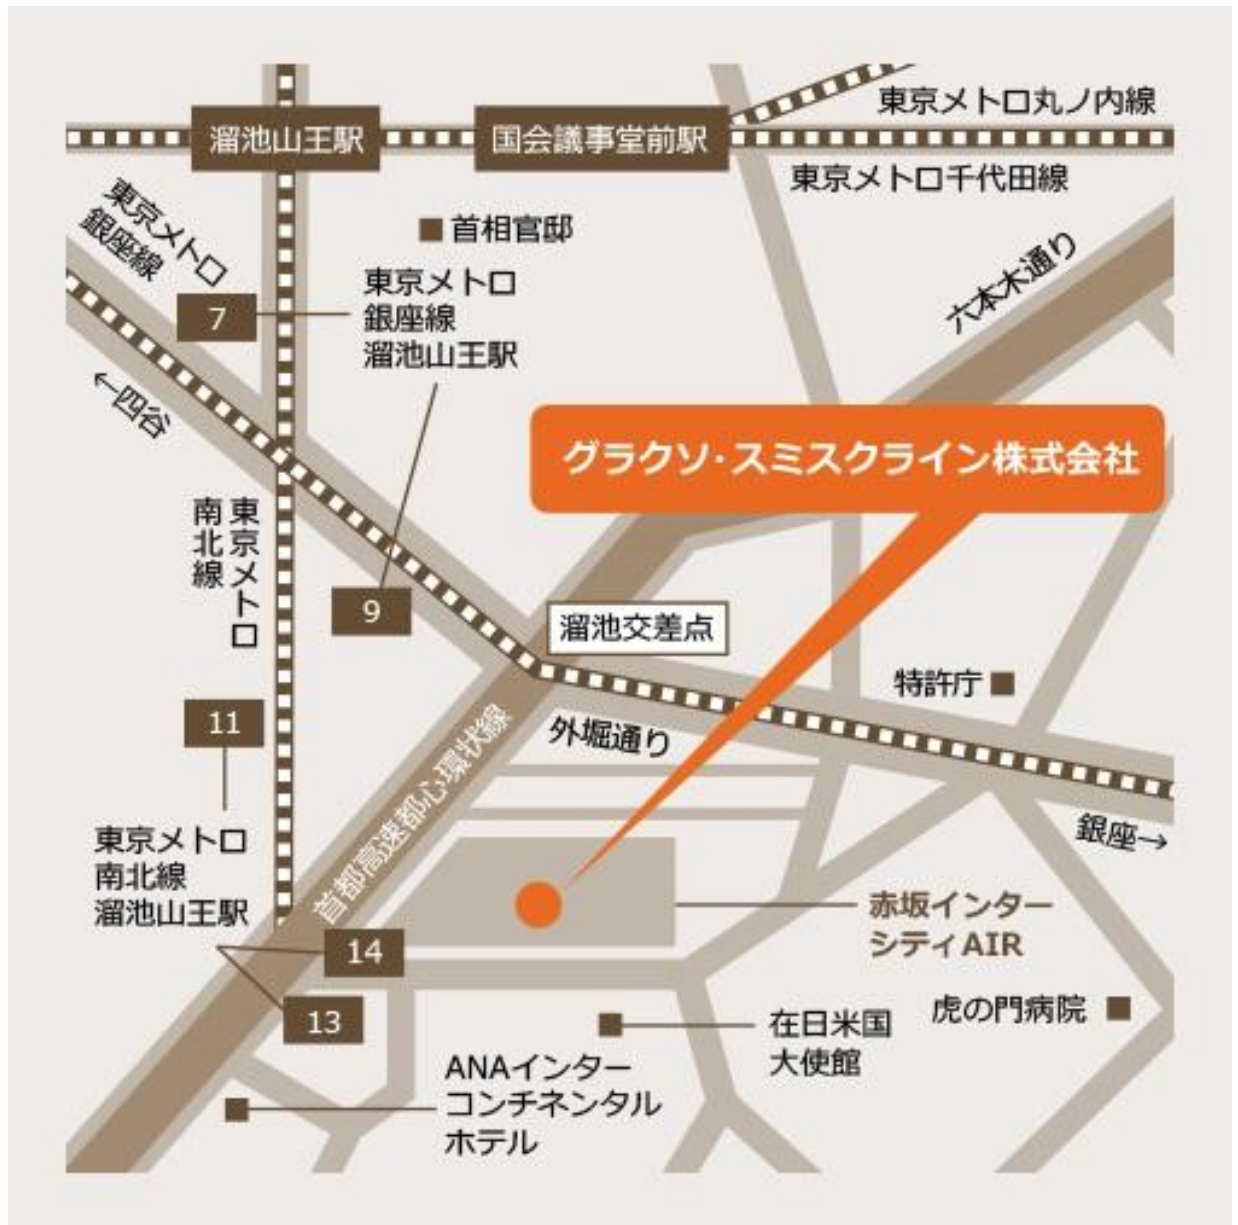 東京メトロ丸ノ内線
溜池山王駅
国会議事堂前駅
東京メトロ千代田線
東京メトロ
銀座線
首相官邸
六本木通り
7
東京メトロ
銀座線
溜池山王駅
←四谷
グラクソ･スミスクライン株式会社
東京メトロ
南北線
9
溜池交差点
特許庁
11
外堀通り
首都高速都心環状線
銀座→
東京メトロ
南北線
溜池山王駅
赤坂インター
シティAIR
14
13
虎の門病院
在日米国
大使館
ANAインター
コンチネンタル
ホテル